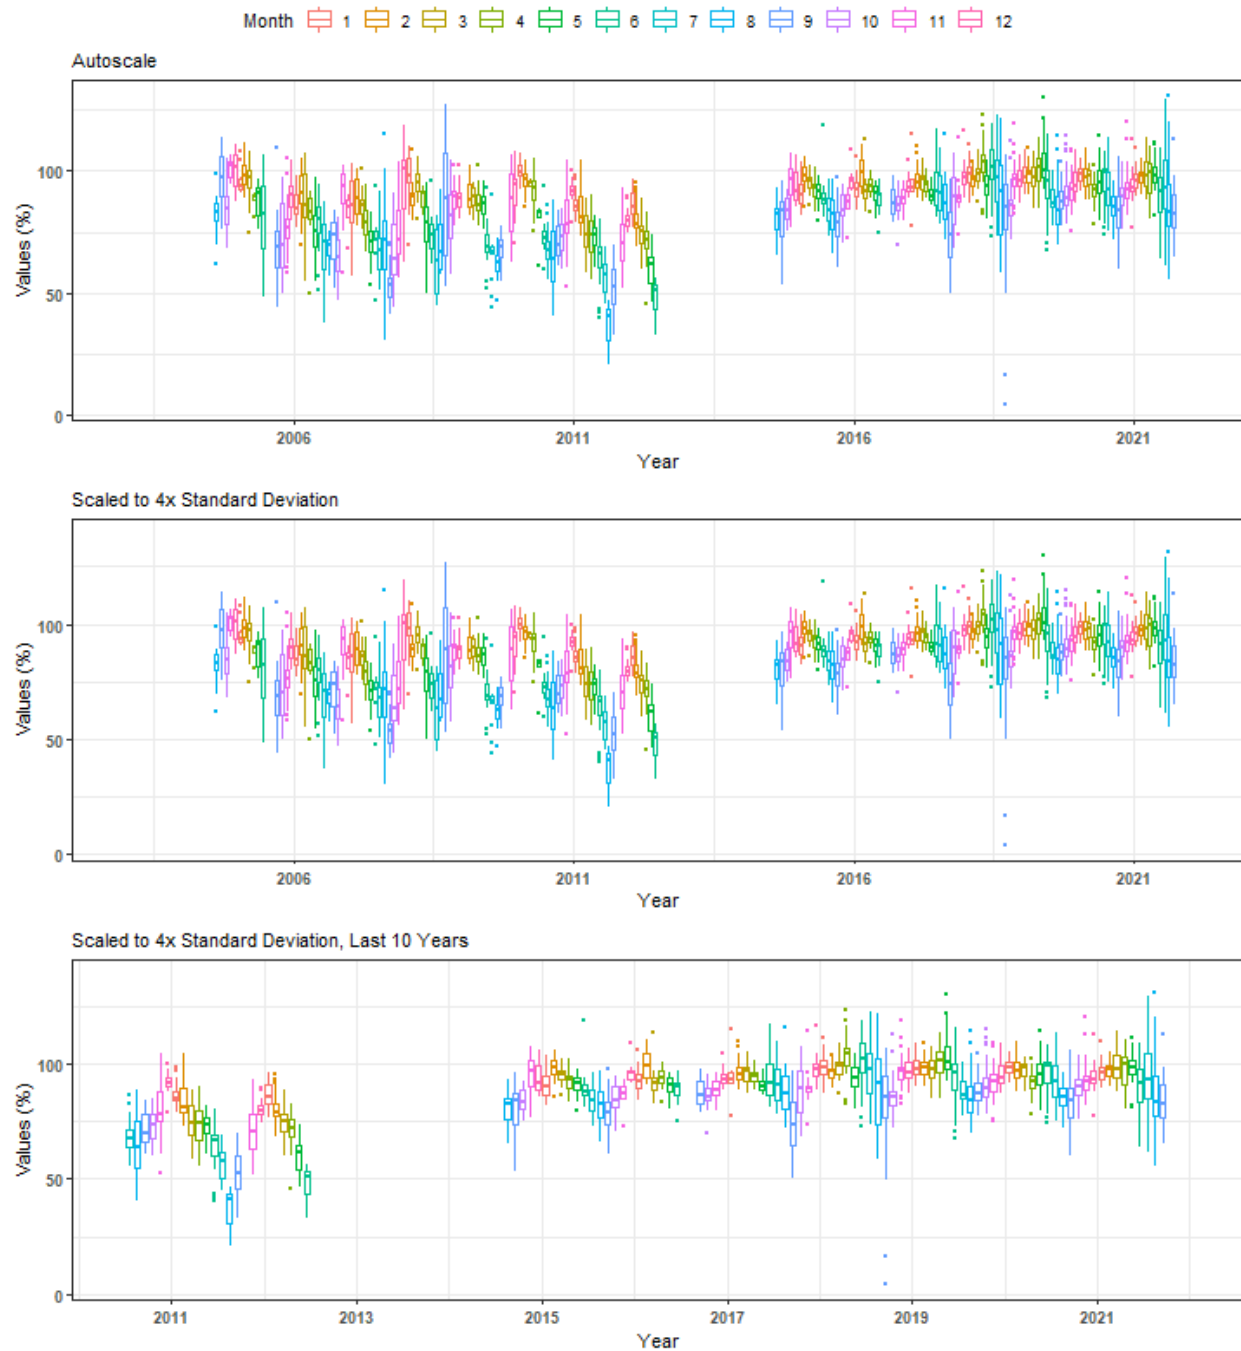 Month 1 2 3 4 5 6 7 8 9 10 11 12
Autoscale
100
50
0
Values (%)
2006 2011 2016 2021
Year
Scaled to 4x Standard Deviation
100
50
0
Values (%)
2006 2011 2016 2021
Year
Scaled to 4x Standard Deviation, Last 10 Years
100
50
0
Values (%)
2011 2013 2015 2017 2019 2021
Year